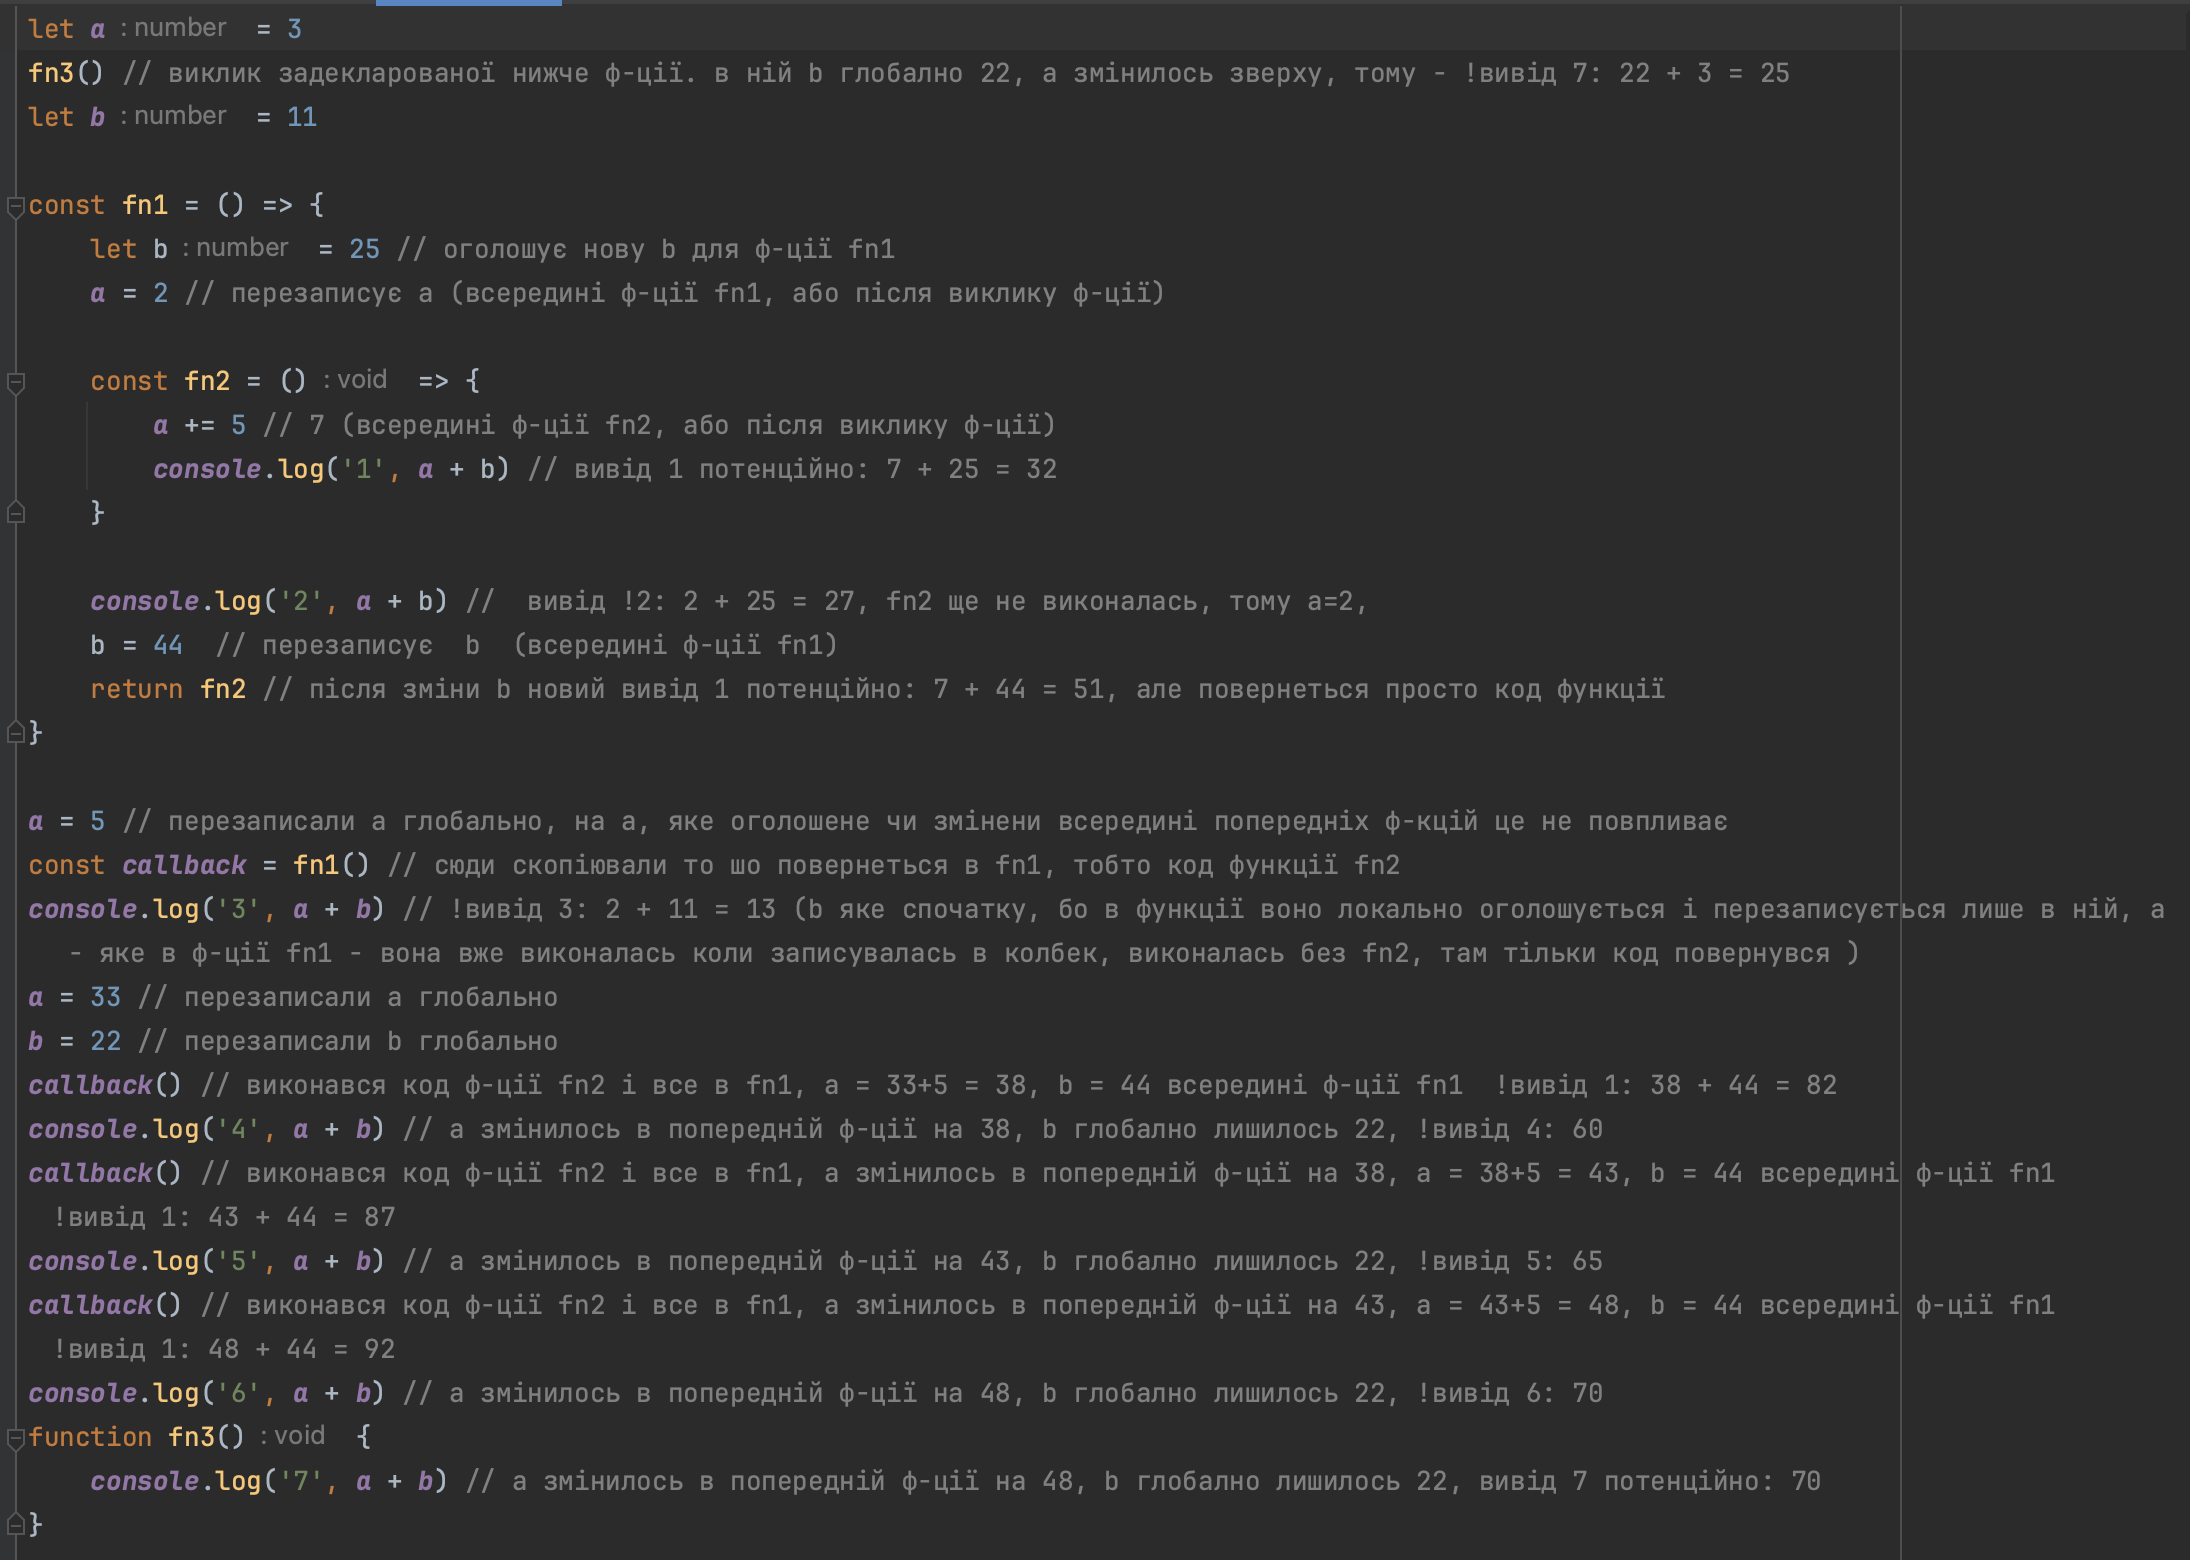 let a : number = 3
fn3() // виклик задекларованої нижче ф-ції. в ній b глобално 22, а змінилось зверху, тому - !вивід 7: 22 + 3 = 25
let b : number = 11
const fn1 = () => {
let b : number = 25 // оголошує нову b для ф-ції fn1
a = 2 // перезаписує а (всередині ф-ції fn1, або після виклику ф-ції)
const fn2 = () : void => {
a += 5 // 7 (всередині ф-ції fn2, або після виклику ф-ції)
console.log('1', a + b) // вивід 1 потенційно: 7 + 25 = 32
}
console.log('2', a + b) //  вивід !2: 2 + 25 = 27, fn2 ще не виконалась, тому а=2,
b = 44  // перезаписує  b  (всередині ф-ції fn1)
return fn2 // після зміни b новий вивід 1 потенційно: 7 + 44 = 51, але повернеться просто код функції
}
a = 5 // перезаписали а глобально, на а, яке оголошене чи змінени всередині попередніх ф-кцій це не повпливає
const callback = fn1() // сюди скопіювали то шо повернеться в fn1, тобто код функції fn2
console.log('3', a + b) // !вивід 3: 2 + 11 = 13 (b яке спочатку, бо в функції воно локально оголошується і перезаписується лише в ній, а
- яке в ф-ції fn1 - вона вже виконалась коли записувалась в колбек, виконалась без fn2, там тільки код повернувся )
a = 33 // перезаписали а глобально
b = 22 // перезаписали b глобально
callback() // виконався код ф-ції fn2 і все в fn1, а = 33+5 = 38, b = 44 всередині ф-ції fn1  !вивід 1: 38 + 44 = 82
console.log('4', a + b) // а змінилось в попередній ф-ції на 38, b глобално лишилось 22, !вивід 4: 60
callback() // виконався код ф-ції fn2 і все в fn1, а змінилось в попередній ф-ції на 38, а = 38+5 = 43, b = 44 всередині ф-ції fn1
!вивід 1: 43 + 44 = 87
console.log('5', a + b) // а змінилось в попередній ф-ції на 43, b глобално лишилось 22, !вивід 5: 65
callback() // виконався код ф-ції fn2 і все в fn1, а змінилось в попередній ф-ції на 43, а = 43+5 = 48, b = 44 всередині ф-ції fn1
!вивід 1: 48 + 44 = 92
console.log('6', a + b) // а змінилось в попередній ф-ції на 48, b глобално лишилось 22, !вивід 6: 70
function fn3() : void {
console.log('7', a + b) // а змінилось в попередній ф-ції на 48, b глобално лишилось 22, вивід 7 потенційно: 70
}